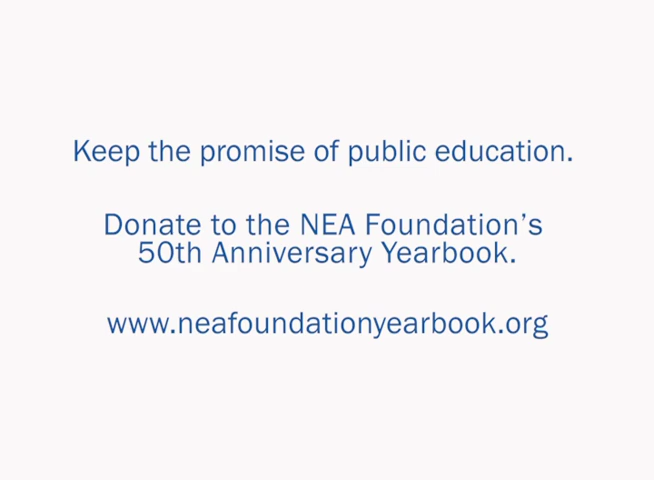 Keep the promise of public education.
Donate to the NEA Foundation's
50th Anniversary Yearbook.
www.neafoundationyearbook.org